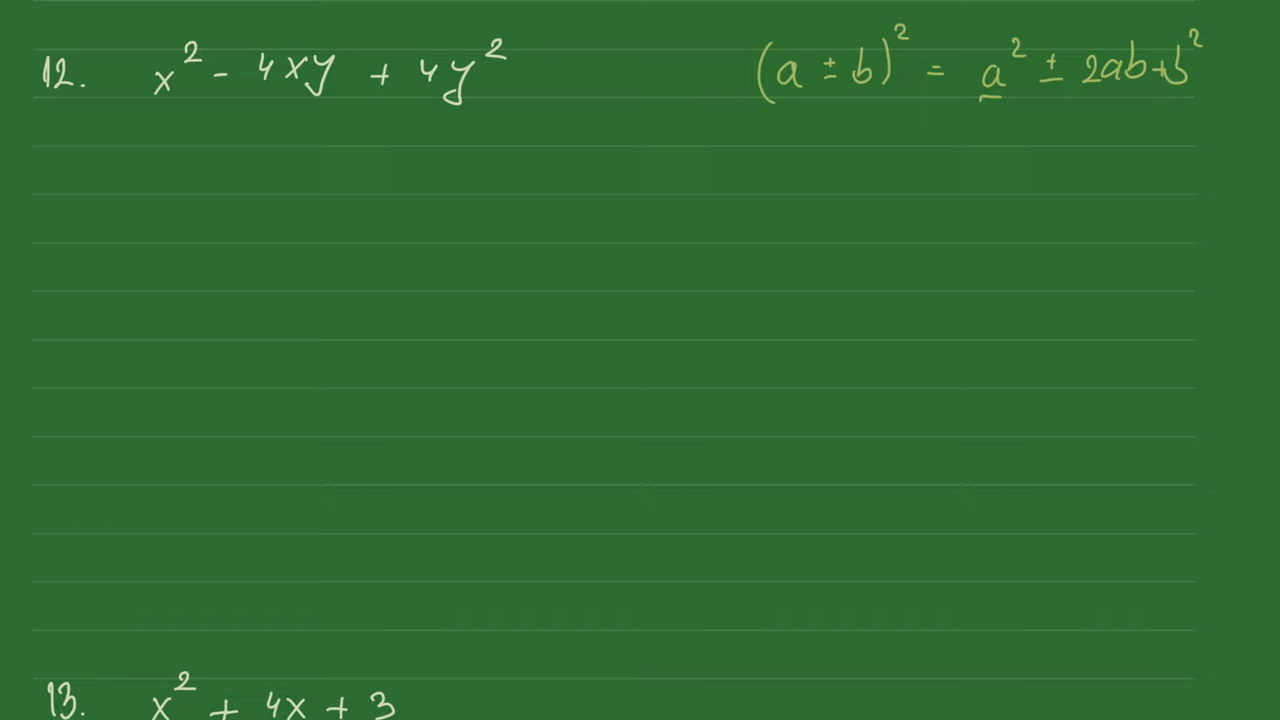 12. x² - 4xy + 4y² (a ± b)² = a² ± 2ab+b²
13. x² + 4x + 3